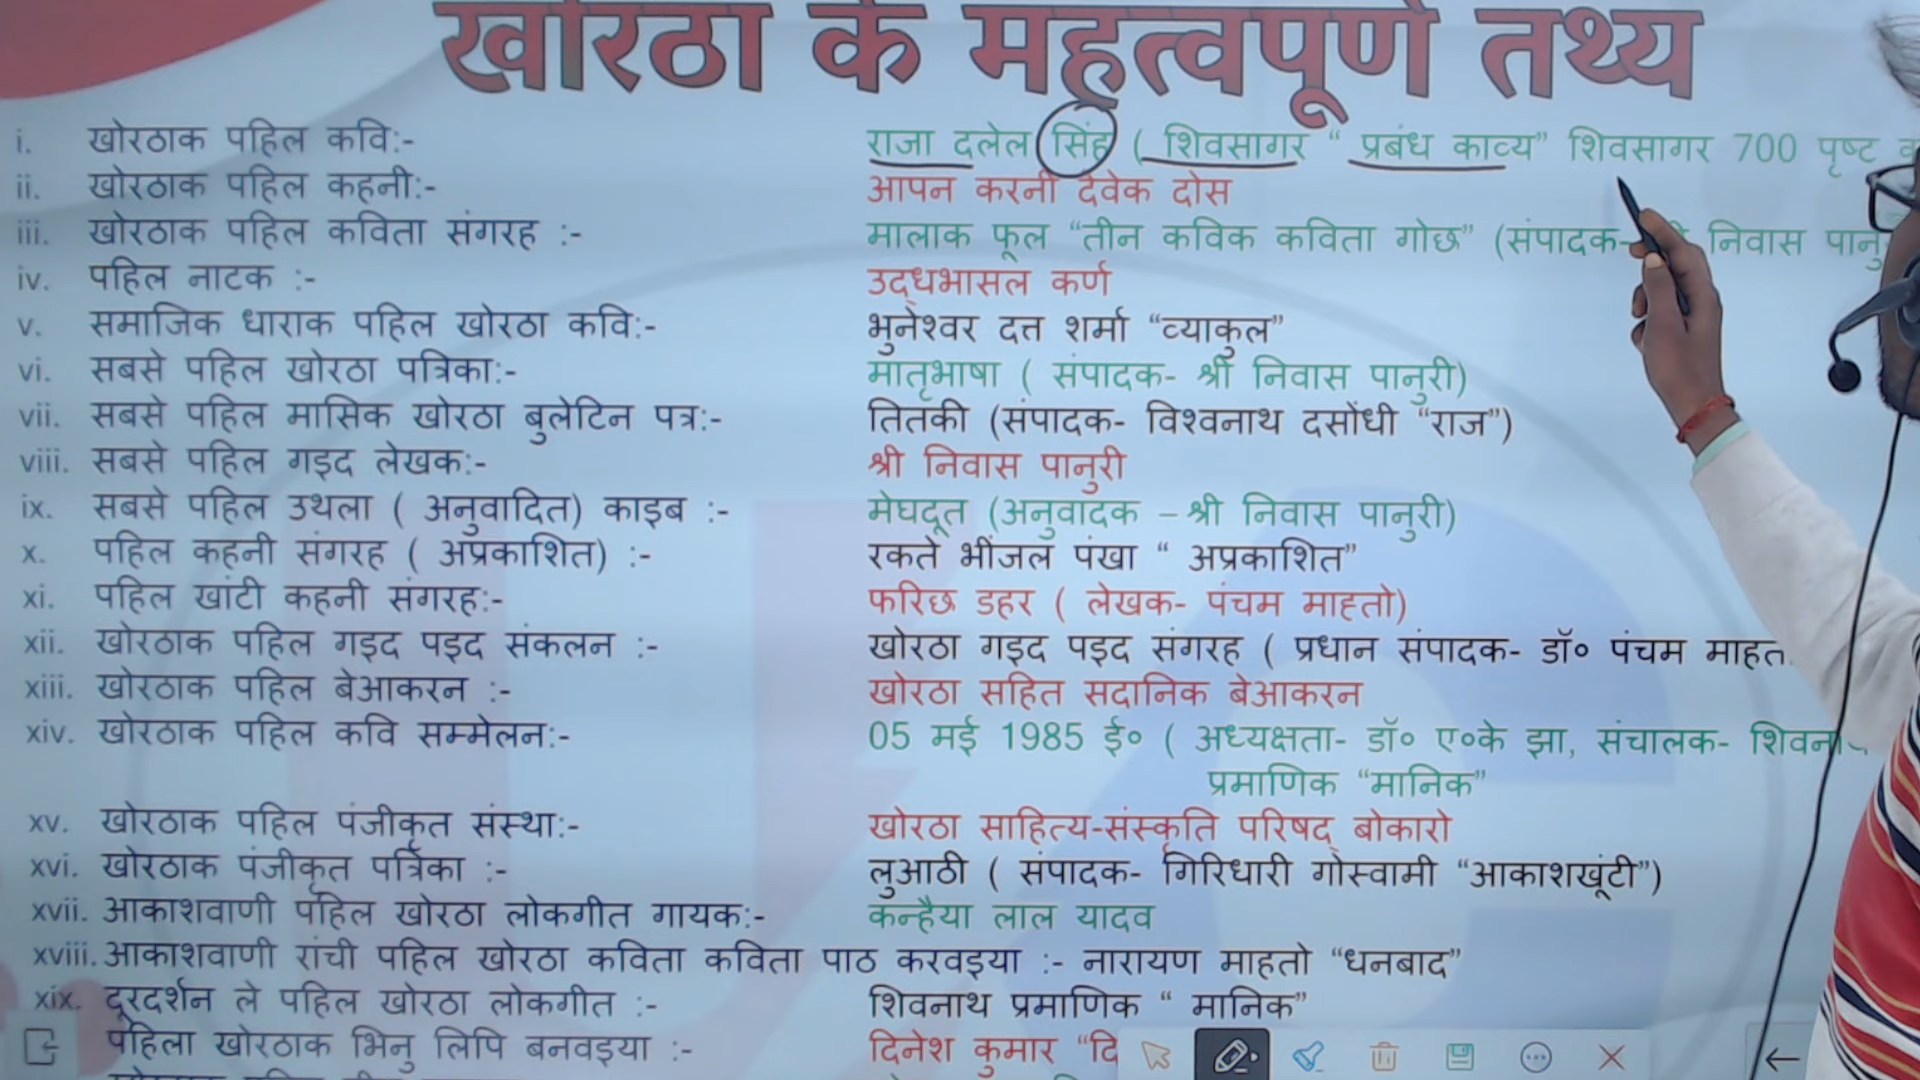 खोरठा के महत्वपूर्ण तथ्य
i. खोरठाक पहिल कवि:- राजा दलेल सिंह ( शिवसागर “ प्रबंध काव्य” शिवसागर 700 पृष्ट
ii. खोरठाक पहिल कहनी:- आपन करनी देवेक दोस
iii. खोरठाक पहिल कविता संगरह :- मालाक फूल “तीन कविक कविता गोछ” (संपादक- निवास पानु
iv. पहिल नाटक :- उद्धभासल कर्ण
v. समाजिक धाराक पहिल खोरठा कवि:- भुनेश्वर दत्त शर्मा “व्याकुल”
vi. सबसे पहिल खोरठा पत्रिका:- मातृभाषा ( संपादक- श्री निवास पानुरी)
vii. सबसे पहिल मासिक खोरठा बुलेटिन पत्र:- तितकी (संपादक- विश्वनाथ दसोंधी “राज”)
viii. सबसे पहिल गइद लेखक:- श्री निवास पानुरी
ix. सबसे पहिल उथला ( अनुवादित) काइब :- मेघदूत (अनुवादक – श्री निवास पानुरी)
x. पहिल कहनी संगरह ( अप्रकाशित) :- रकते भींजल पंखा “ अप्रकाशित”
xi. पहिल खांटी कहनी संगरह:- फरिछ डहर ( लेखक- पंचम माहतो)
xii. खोरठाक पहिल गइद पइद संकलन :- खोरठा गइद पइद संगरह ( प्रधान संपादक- डॉ० पंचम माहत
xiii. खोरठाक पहिल बेआकरन :- खोरठा सहित सदानिक बेआकरन
xiv. खोरठाक पहिल कवि सम्मेलन:- 05 मई 1985 ई० ( अध्यक्षता- डॉ० ए०के झा, संचालक- शिवना
प्रमाणिक “मानिक”
xv. खोरठाक पहिल पंजीकृत संस्था:- खोरठा साहित्य-संस्कृति परिषद् बोकारो
xvi. खोरठाक पंजीकृत पत्रिका :- लुआठी ( संपादक- गिरिधारी गोस्वामी “आकाशखूंटी”)
xvii. आकाशवाणी पहिल खोरठा लोकगीत गायक:- कन्हैया लाल यादव
xviii. आकाशवाणी रांची पहिल खोरठा कविता कविता पाठ करवइया :- नारायण माहतो “धनबाद”
xix. दूरदर्शन ले पहिल खोरठा लोकगीत :- शिवनाथ प्रमाणिक “ मानिक”
पहिला खोरठाक भिनु लिपि बनवइया :- दिनेश कुमार “दि